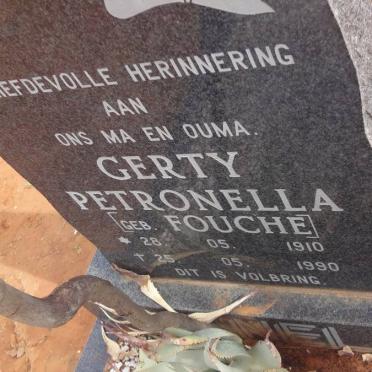 LIEFDEVOLLE HERINNERING
AAN
ONS MA EN OUMA.
GERTY
PETRONELLA
[GEB. FOUCHE]
* 28 05. 1910
† 25 05. 1990
DIT IS VOLBRING.